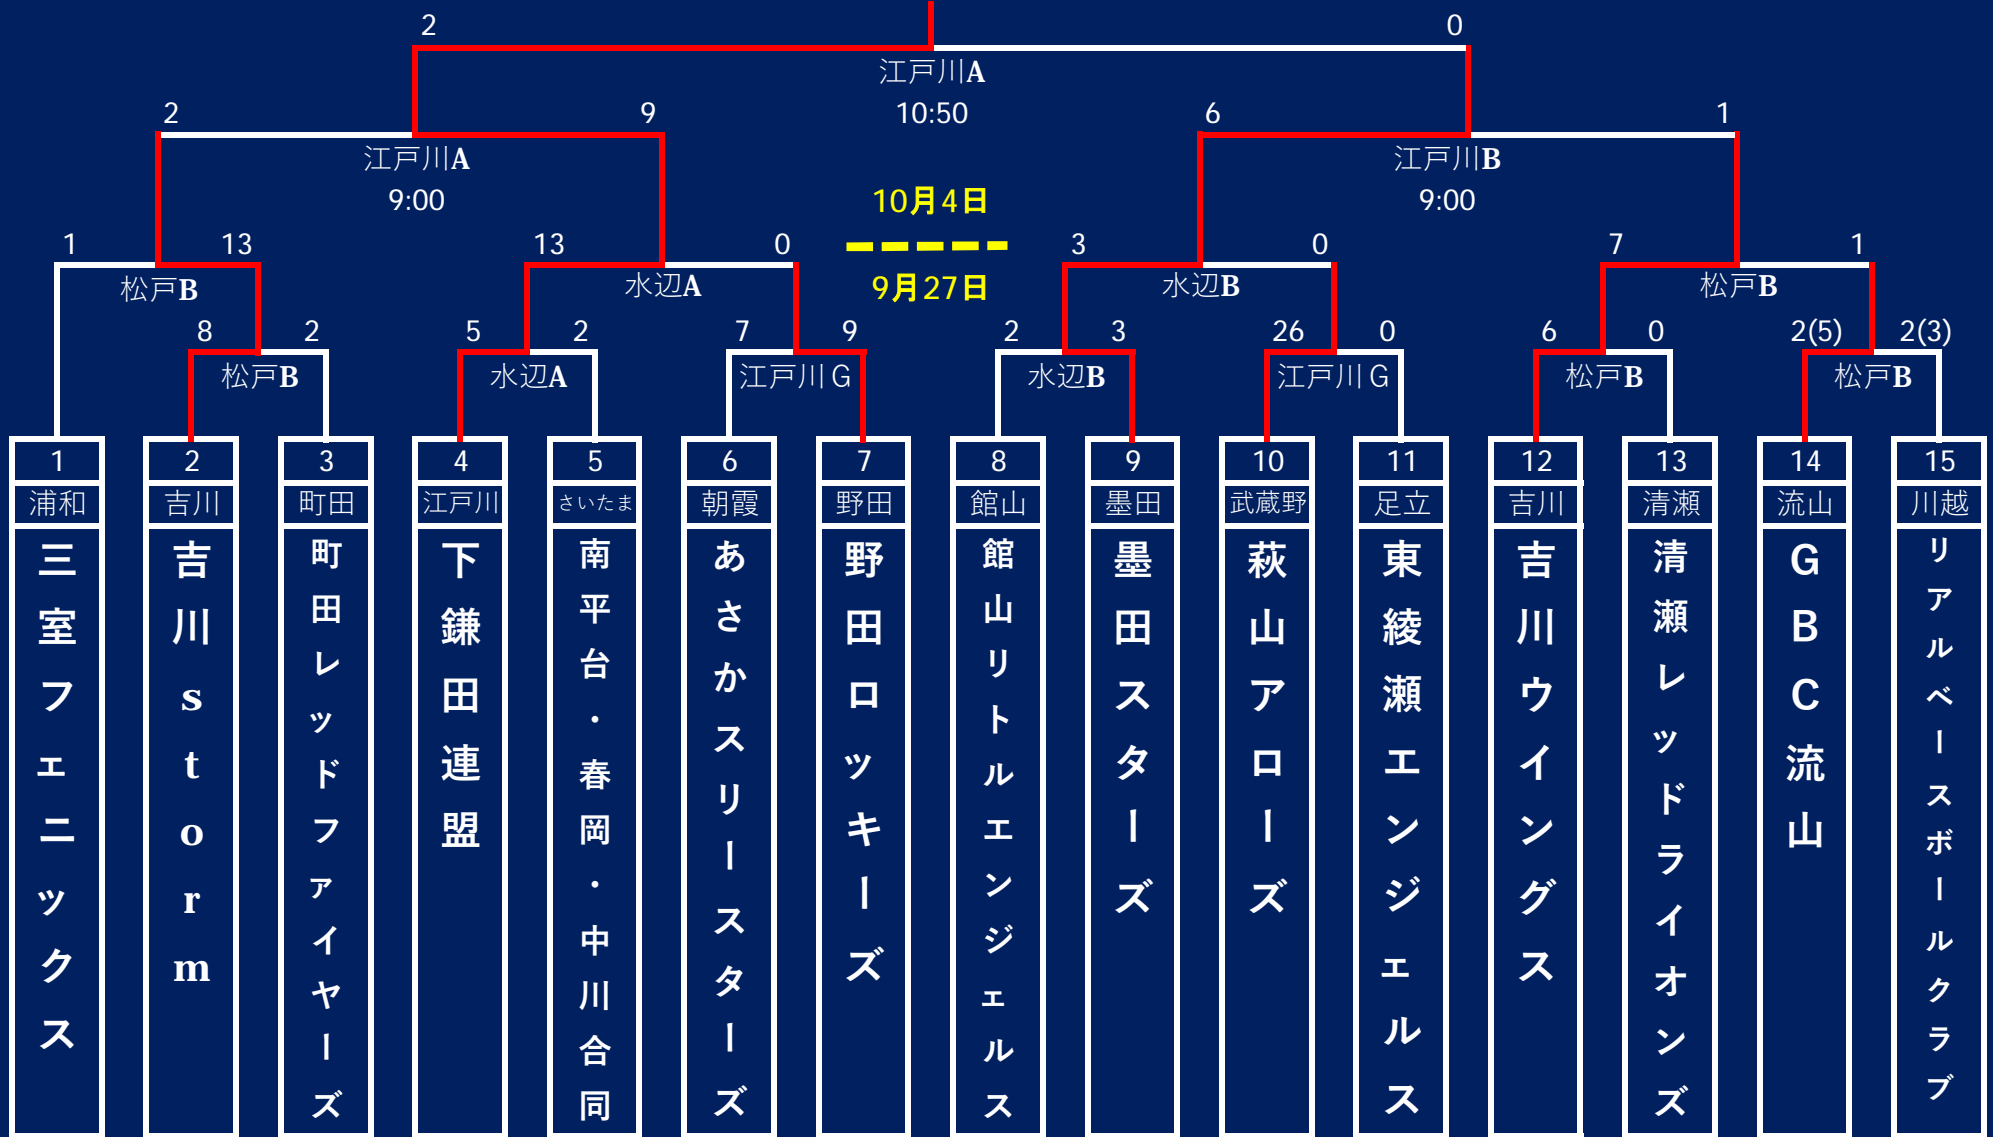 2 0
江戸川A
10:50
2 9 6 1
江戸川A 江戸川B
9:00 9:00
10月4日
1 13 13 0 3 0 7 1
松戸B 水辺A 水辺B 松戸B
9月27日
8 2 5 2 7 9 2 3 26 0 6 0 2(5) 2(3)
松戸B 水辺A 江戸川G 水辺B 江戸川G 松戸B 松戸B
1 2 3 4 5 6 7 8 9 10 11 12 13 14 15
浦和 吉川 町田 江戸川 さいたま 朝霞 野田 館山 墨田 武蔵野 足立 吉川 清瀬 流山 川越
三室フェニックス
吉川storm
町田レッドファイヤーズ
下鎌田連盟
南平台・春岡・中川合同
あさかスリースターズ
野田ロッキーズ
館山リトルエンジェルス
墨田スターズ
萩山アローズ
東綾瀬エンジェルス
吉川ウイングス
清瀬レッドライオンズ
GBC流山
リアルベースボールクラブ